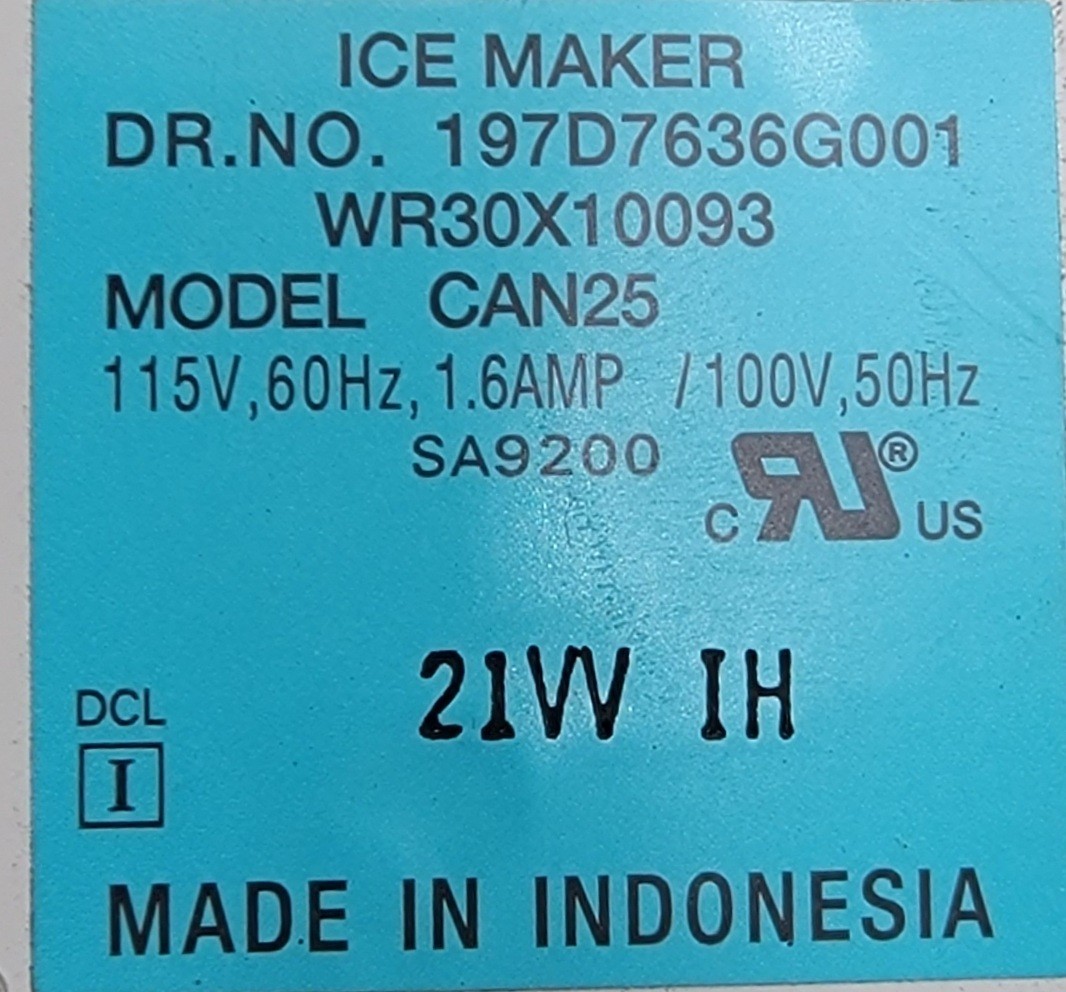 ICE MAKER
DR.NO. 197D7636G001
WR30X10093
MODEL CAN25
115V,60Hz,1.6AMP /100V,50Hz
SA9200
C RU® US
21VV IH
DCL
I
MADE IN INDONESIA